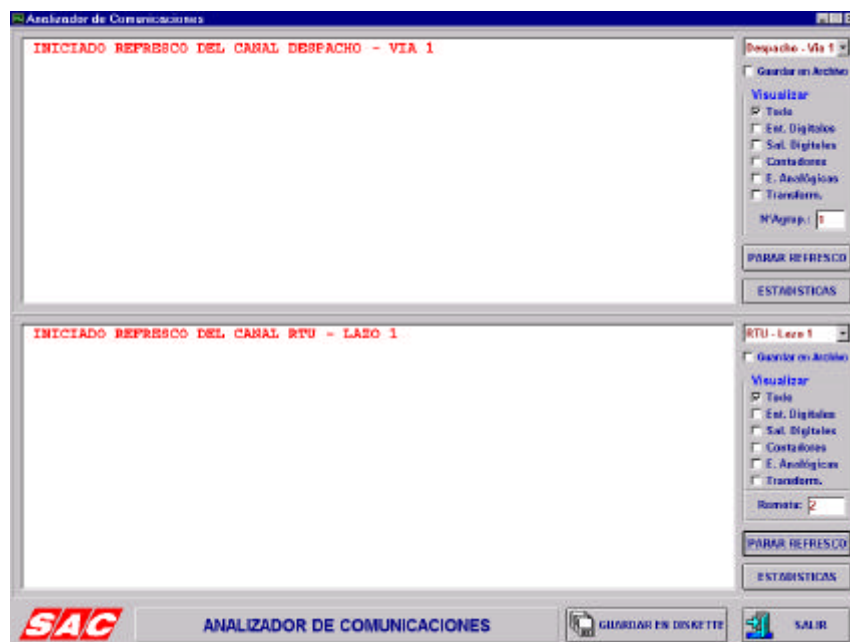 Analizador de Comunicaciones
INICIADO REFRESCO DEL CANAL DESPACHO - VIA 1
Despacho - Via 1
Guardar en Archivo
Visualizar
Todo
Ent. Digitales
Sal. Digitales
Contadores
E. Analógicas
Transform.
NºAgrup.: 1
PARAR REFRESCO
ESTADISTICAS
INICIADO REFRESCO DEL CANAL RTU - LAZO 1
RTU - Lazo 1
Guardar en Archivo
Visualizar
Todo
Ent. Digitales
Sal. Digitales
Contadores
E. Analógicas
Transform.
Remota: 2
PARAR REFRESCO
ESTADISTICAS
SAC
ANALIZADOR DE COMUNICACIONES
GUARDAR EN DISKETTE
SALIR